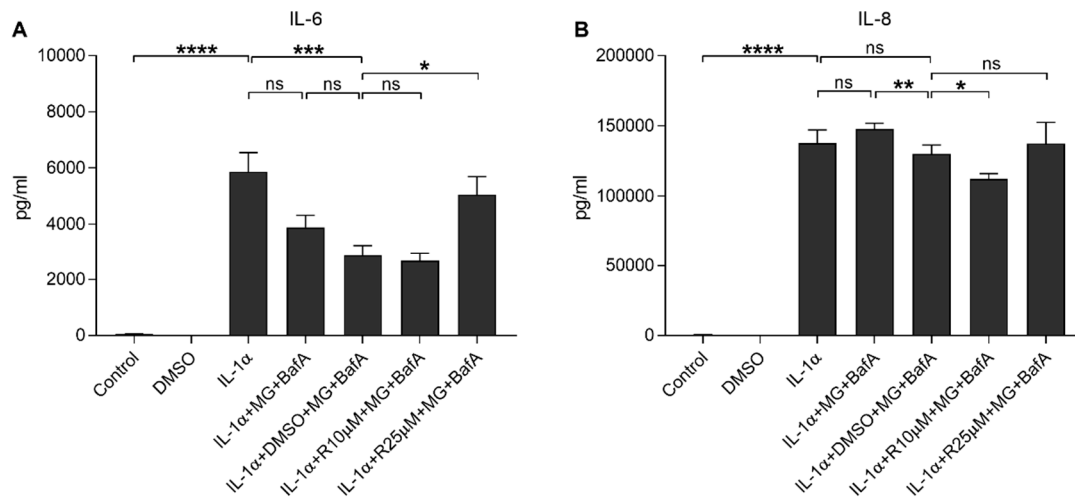 A
IL-6
10000
8000
6000
4000
2000
0
pg/ml
****
***
*
ns
ns
ns
Control
DMSO
IL-1α
IL-1α+MG+BafA
IL-1α+DMSO+MG+BafA
IL-1α+R10μM+MG+BafA
IL-1α+R25μM+MG+BafA
B
IL-8
200000
150000
100000
50000
0
pg/ml
****
ns
ns
ns
**
*
Control
DMSO
IL-1α
IL-1α+MG+BafA
IL-1α+DMSO+MG+BafA
IL-1α+R10μM+MG+BafA
IL-1α+R25μM+MG+BafA